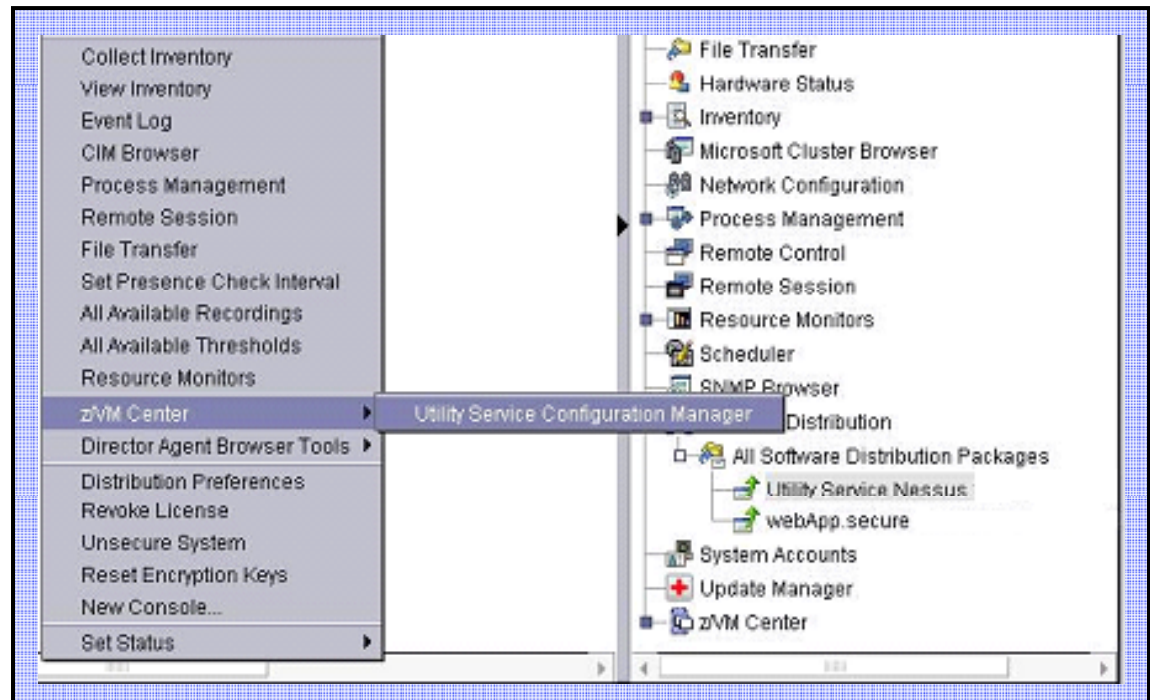 Collect Inventory
View Inventory
Event Log
CIM Browser
Process Management
Remote Session
File Transfer
Set Presence Check Interval
All Available Recordings
All Available Thresholds
Resource Monitors
z/VM Center
Utility Service Configuration Manager
Director Agent Browser Tools
Distribution Preferences
Revoke License
Unsecure System
Reset Encryption Keys
New Console...
Set Status
File Transfer
Hardware Status
Inventory
Microsoft Cluster Browser
Network Configuration
Process Management
Remote Control
Remote Session
Resource Monitors
Scheduler
SNMP Browser
Distribution
All Software Distribution Packages
Utility Service Nessus
webApp.secure
System Accounts
Update Manager
z/VM Center